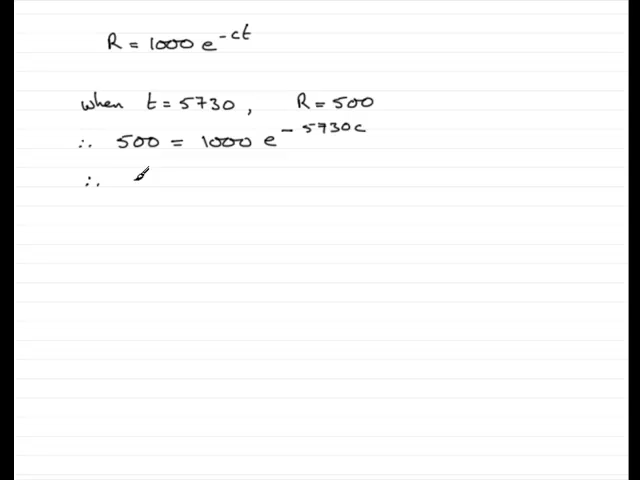 R = 1000 e^{-ct}
when t = 5730, R = 500
∴ 500 = 1000 e^{-5730c}
∴